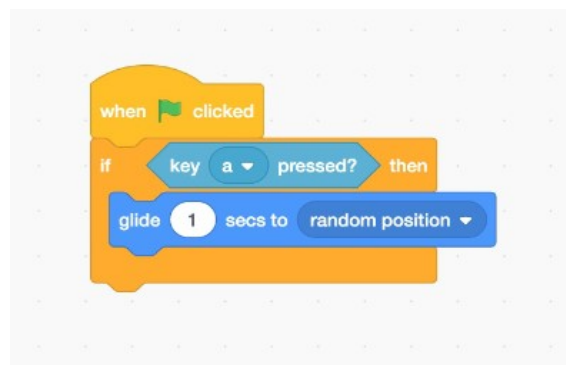 when clicked
if key a pressed? then
glide 1 secs to random position